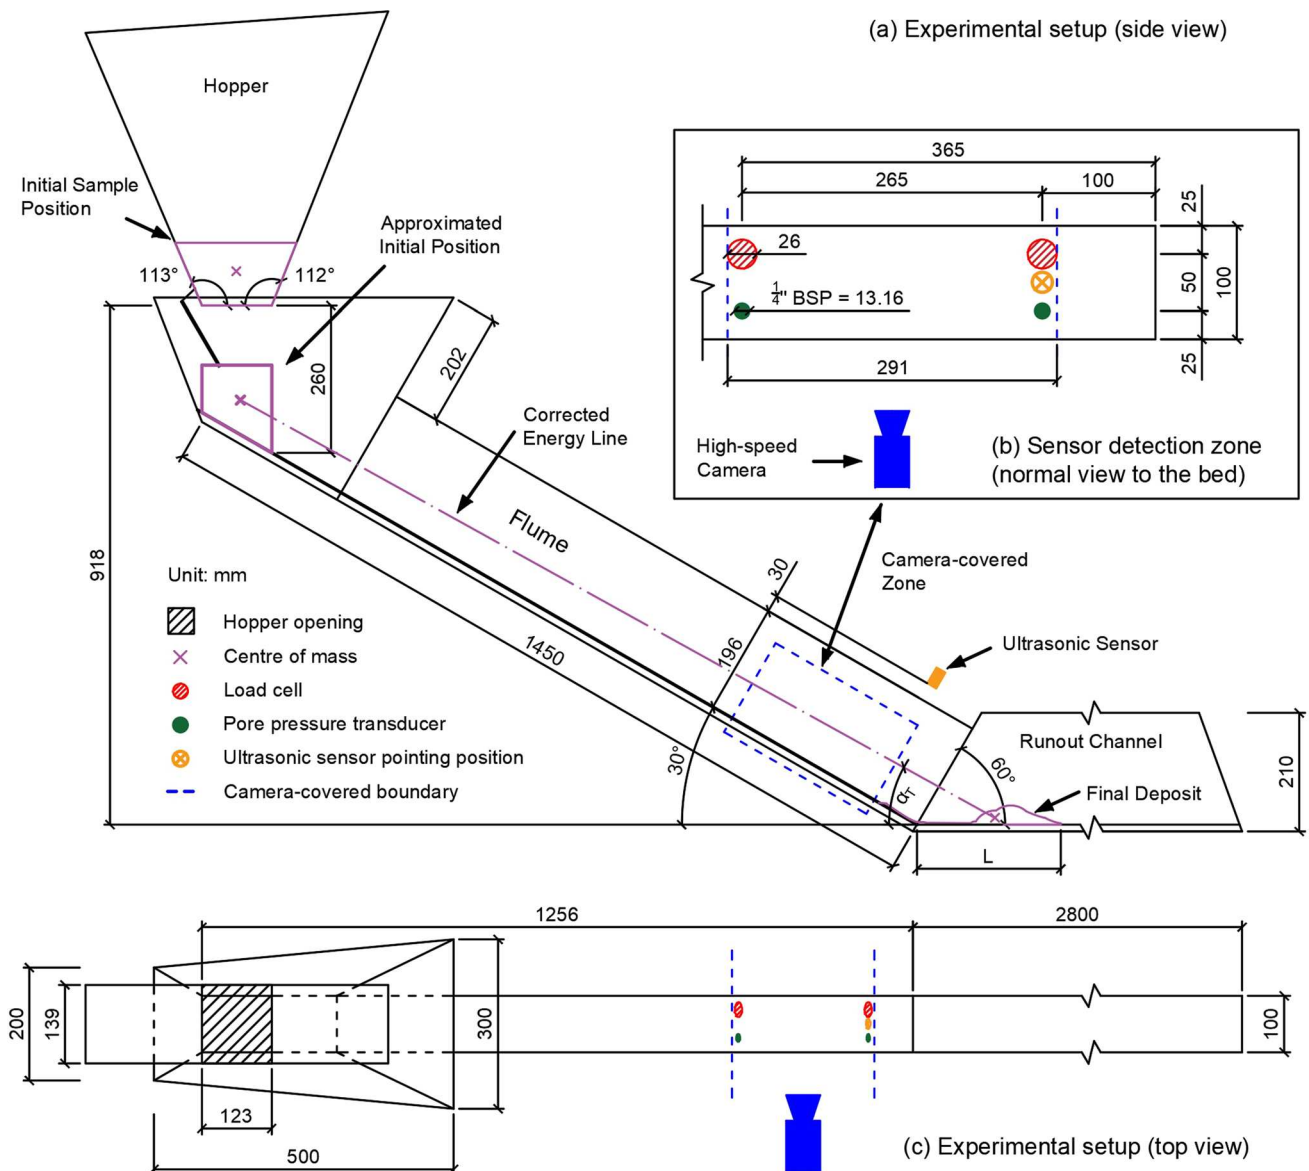 (a) Experimental setup (side view)
Hopper
Initial Sample
Position
Approximated
Initial Position
113°
112°
260
202
Corrected
Energy Line
Flume
918
1450
Unit: mm
Hopper opening
Centre of mass
Load cell
Pore pressure transducer
Ultrasonic sensor pointing position
Camera-covered boundary
365
265
100
25
26
50
100
1/4" BSP = 13.16
25
291
High-speed
Camera
(b) Sensor detection zone
(normal view to the bed)
Camera-covered
Zone
30
196
Ultrasonic Sensor
30°
αT
60°
Runout Channel
Final Deposit
210
L
1256
2800
200
139
300
100
123
500
(c) Experimental setup (top view)